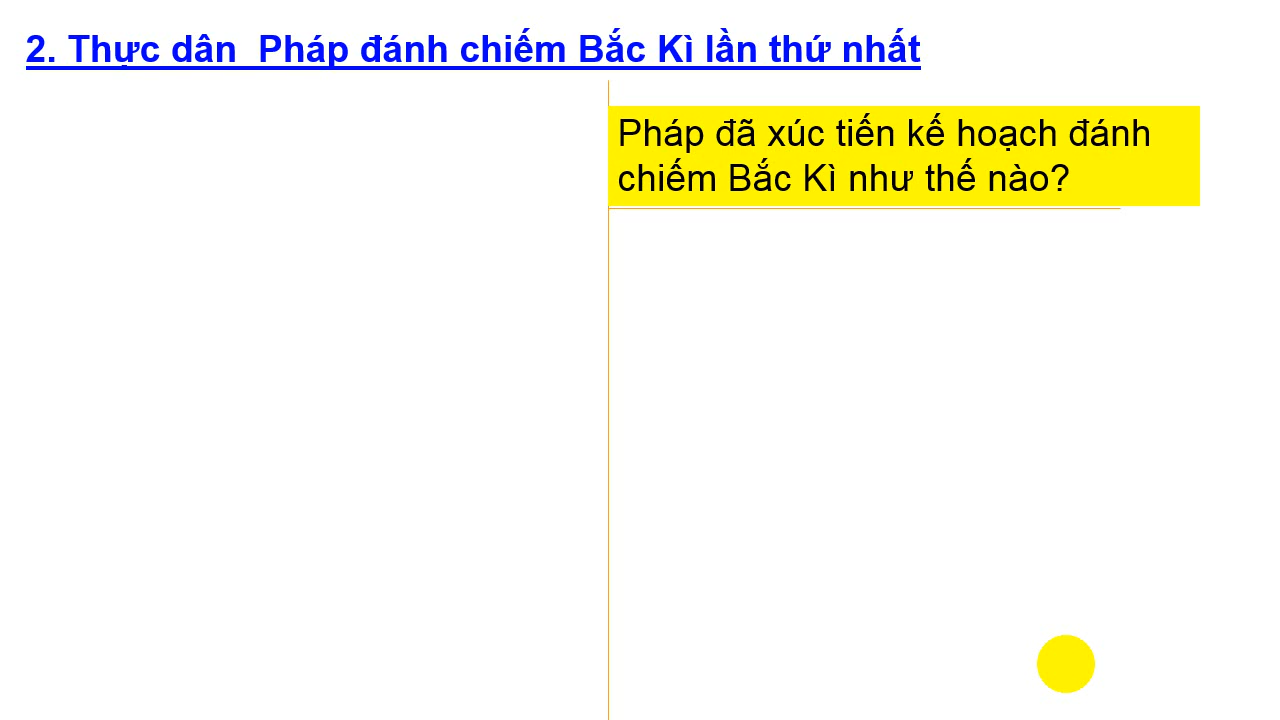 2. Thực dân  Pháp đánh chiếm Bắc Kì lần thứ nhất
Pháp đã xúc tiến kế hoạch đánh
chiếm Bắc Kì như thế nào?